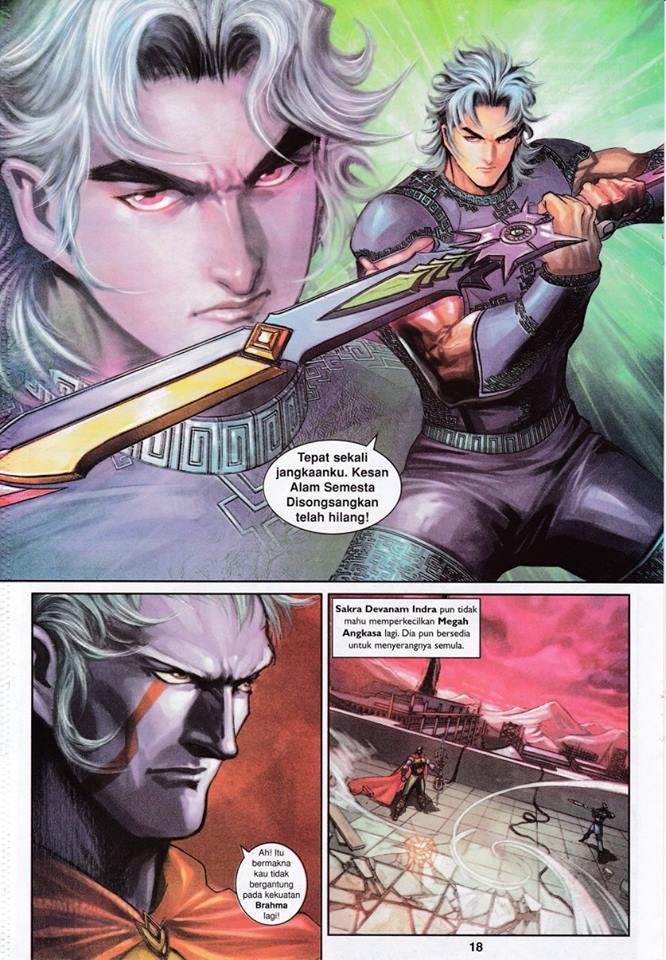 Tepat sekali
jangkaanku. Kesan
Alam Semesta
Disongsangkan
telah hilang!
Ah! Itu
bermakna
kau tidak
bergantung
pada kekuatan
Brahma
lagi!
Sakra Devanam Indra pun tidak
mahu memperkecilkan Megah
Angkasa lagi. Dia pun bersedia
untuk menyerangnya semula.
18